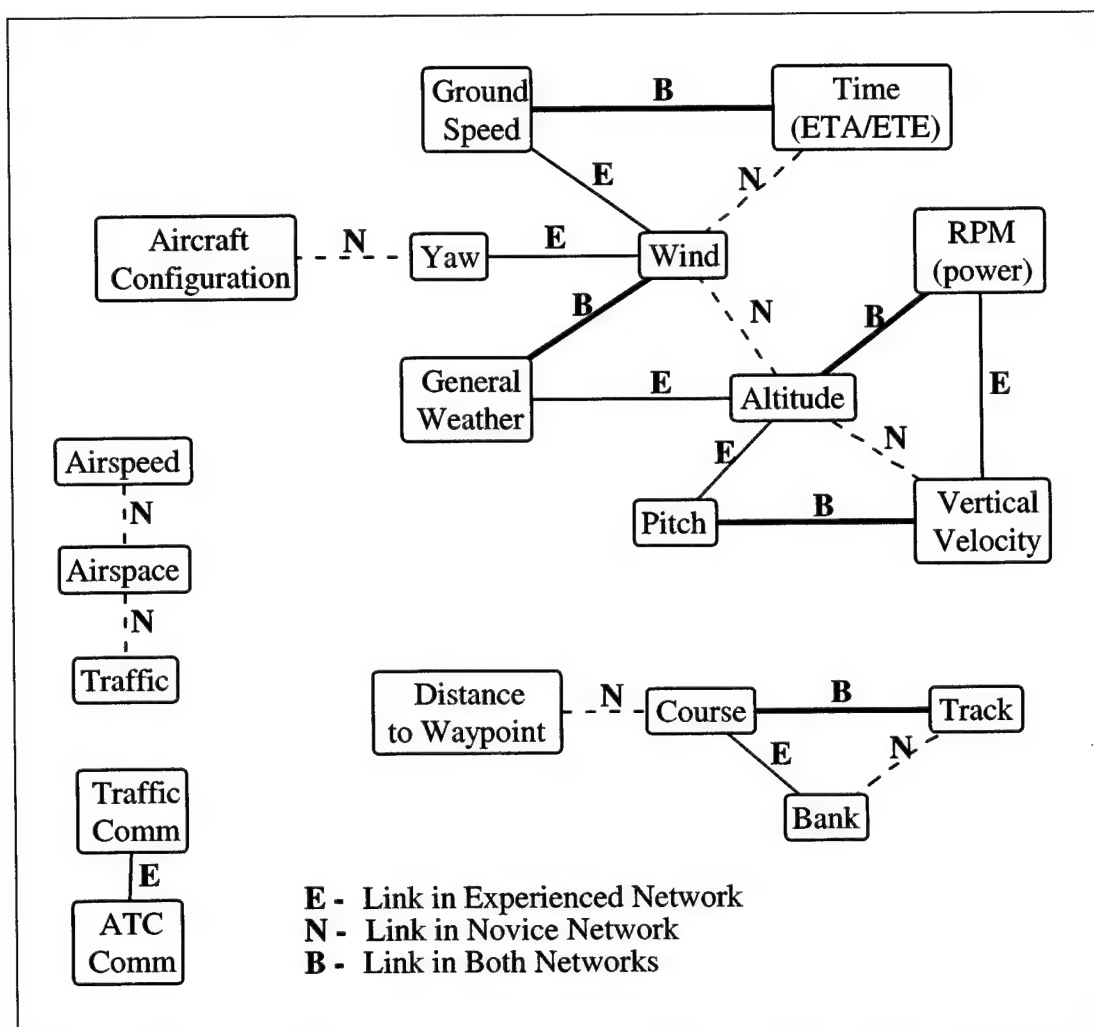 Ground
Speed
B
Time
(ETA/ETE)
E
N
Aircraft
Configuration
N
Yaw
E
Wind
RPM
(power)
B
N
B
General
Weather
E
Altitude
E
Airspeed
E
N
N
Pitch
B
Vertical
Velocity
Airspace
N
Traffic
Distance
to Waypoint
N
Course
B
Track
E
N
Traffic
Comm
Bank
E
ATC
Comm
E - Link in Experienced Network
N - Link in Novice Network
B - Link in Both Networks